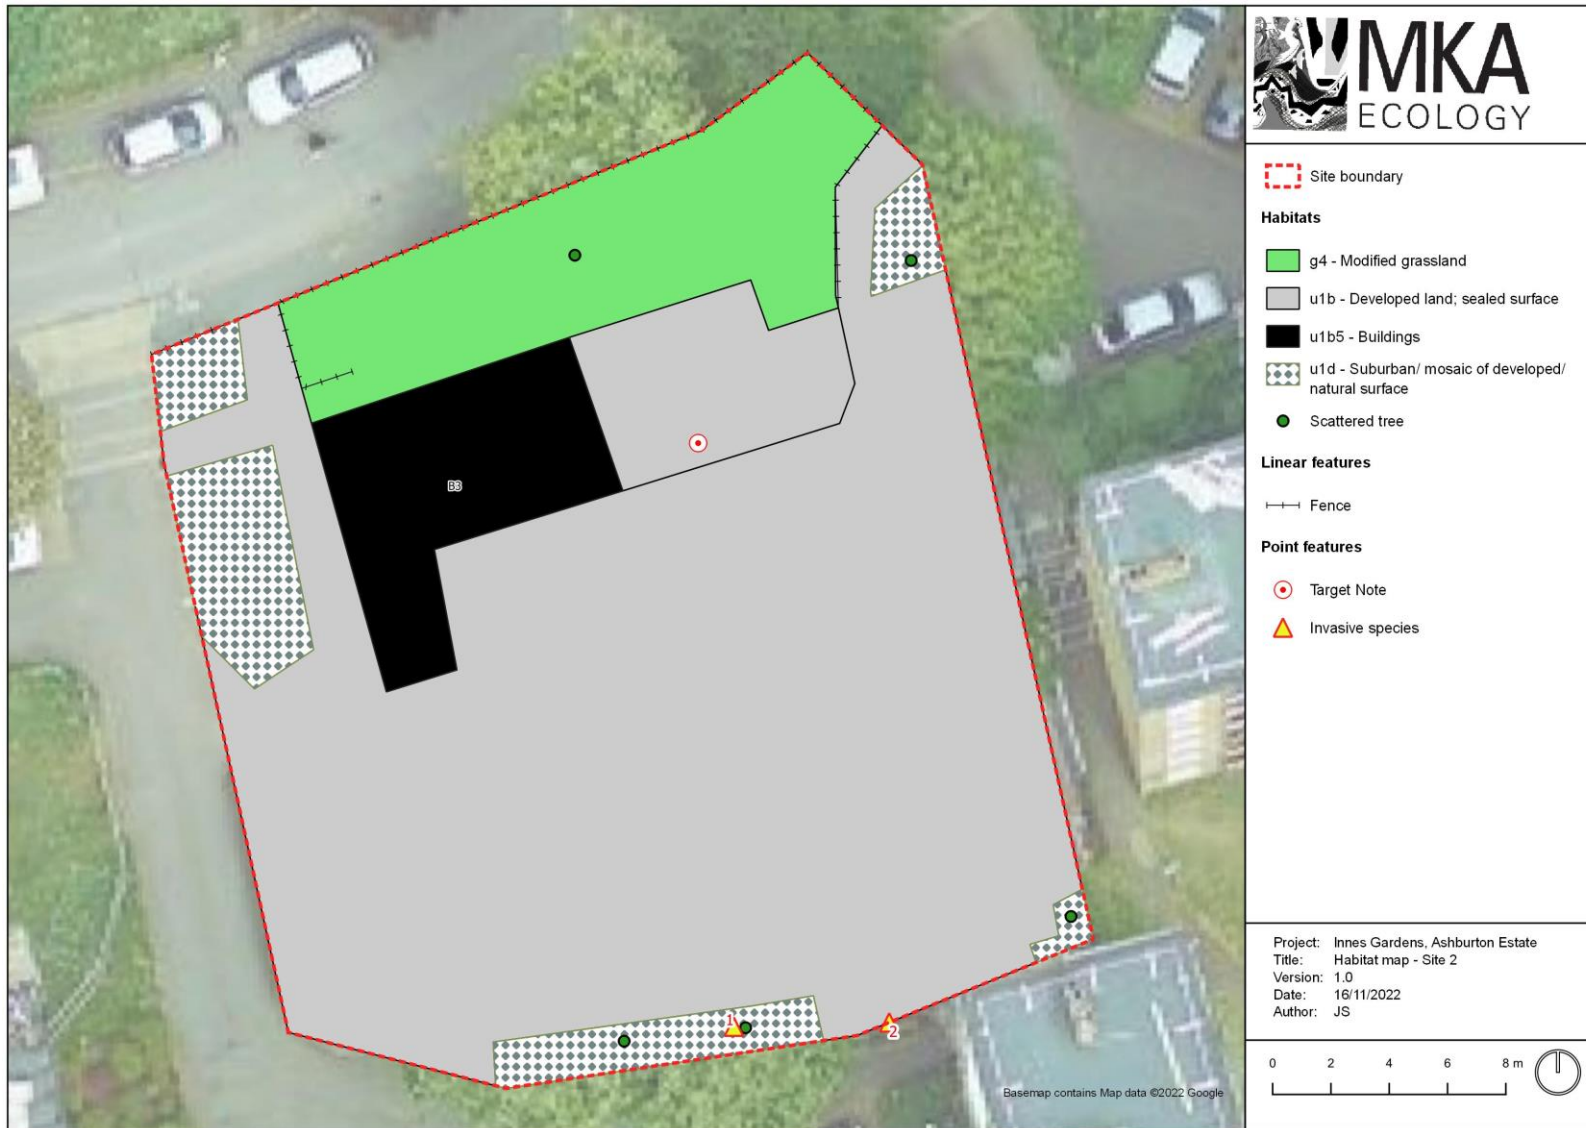 MKA
ECOLOGY
Site boundary
Habitats
g4 - Modified grassland
u1b - Developed land; sealed surface
u1b5 - Buildings
u1d - Suburban/ mosaic of developed/
natural surface
Scattered tree
Linear features
Fence
Point features
Target Note
Invasive species
B3
1
2
Basemap contains Map data ©2022 Google
Project: Innes Gardens, Ashburton Estate
Title: Habitat map - Site 2
Version: 1.0
Date: 16/11/2022
Author: JS
0 2 4 6 8 m